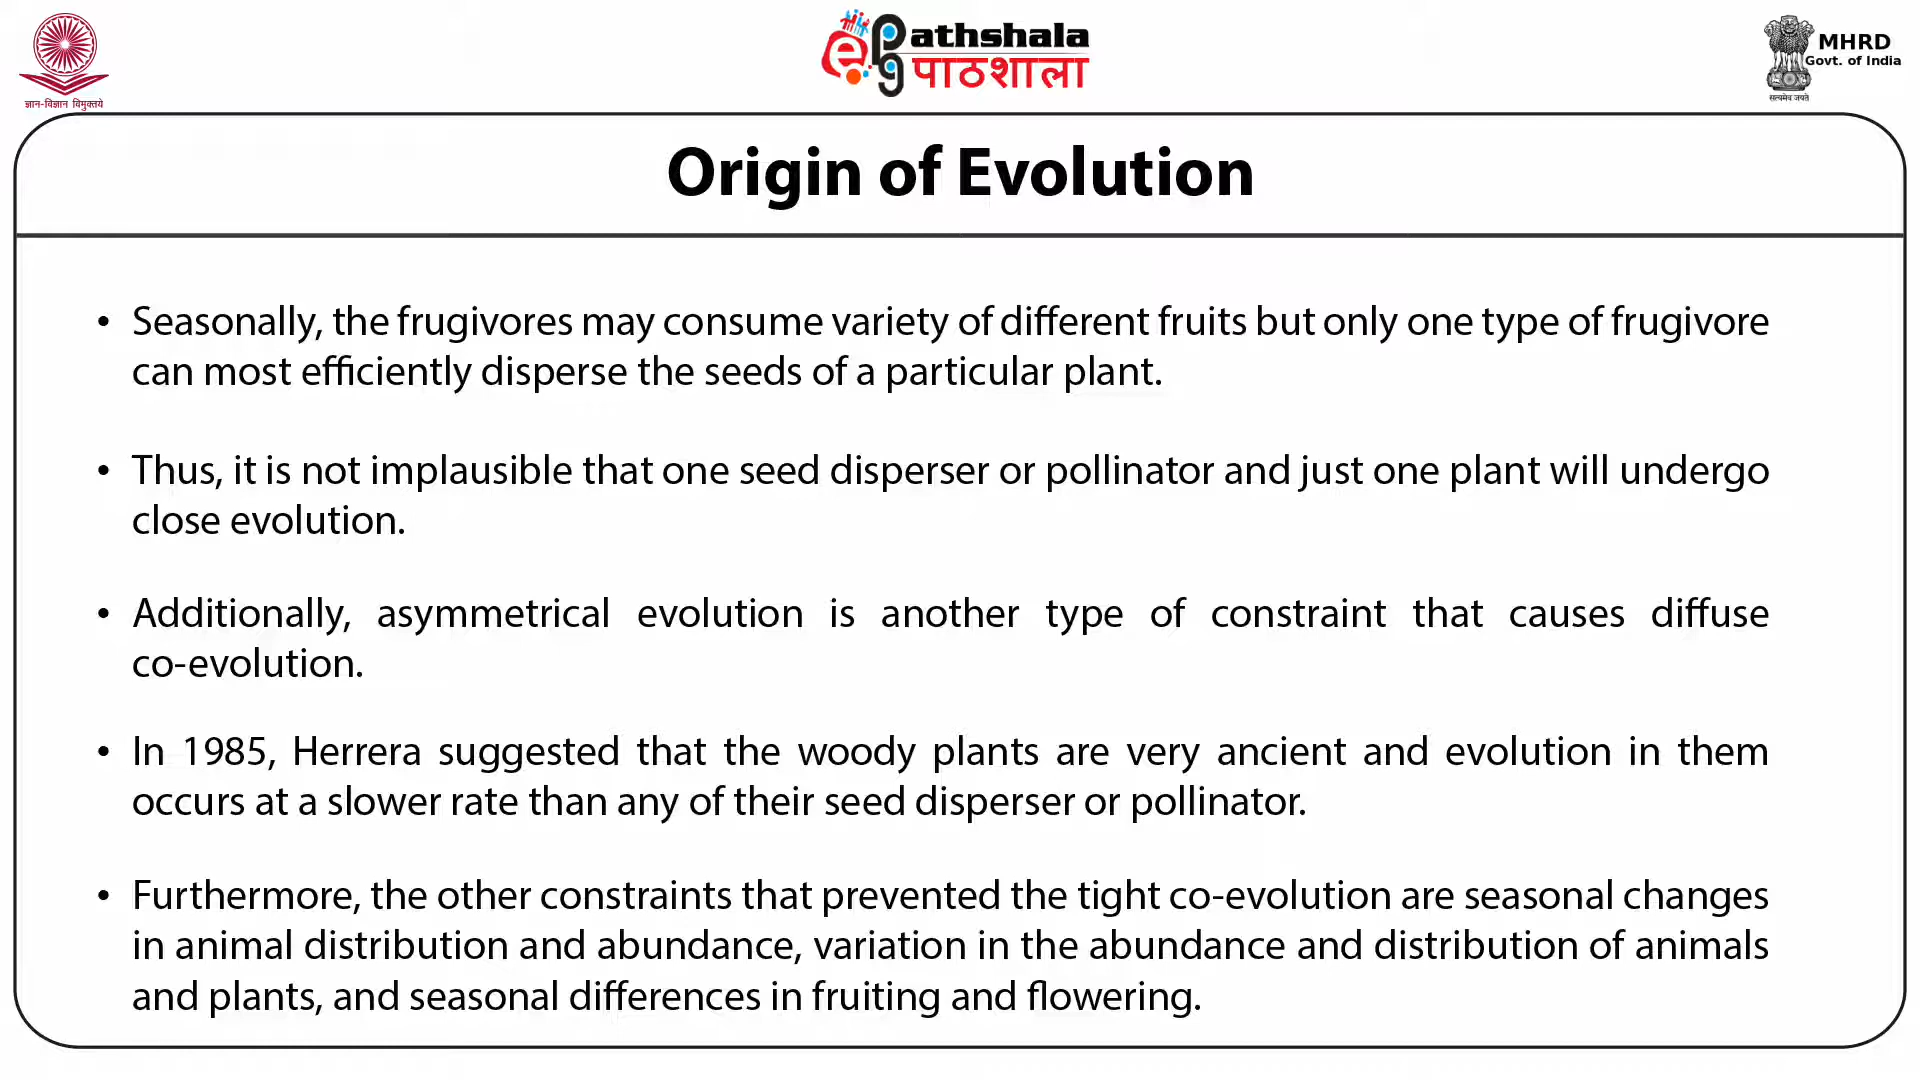 ज्ञान-विज्ञान विमुक्तये
ePathshala
पाठशाला
MHRD
Govt. of India
सत्यमेव जयते
Origin of Evolution
• Seasonally, the frugivores may consume variety of different fruits but only one type of frugivore
can most efficiently disperse the seeds of a particular plant.
• Thus, it is not implausible that one seed disperser or pollinator and just one plant will undergo
close evolution.
• Additionally, asymmetrical evolution is another type of constraint that causes diffuse
co-evolution.
• In 1985, Herrera suggested that the woody plants are very ancient and evolution in them
occurs at a slower rate than any of their seed disperser or pollinator.
• Furthermore, the other constraints that prevented the tight co-evolution are seasonal changes
in animal distribution and abundance, variation in the abundance and distribution of animals
and plants, and seasonal differences in fruiting and flowering.